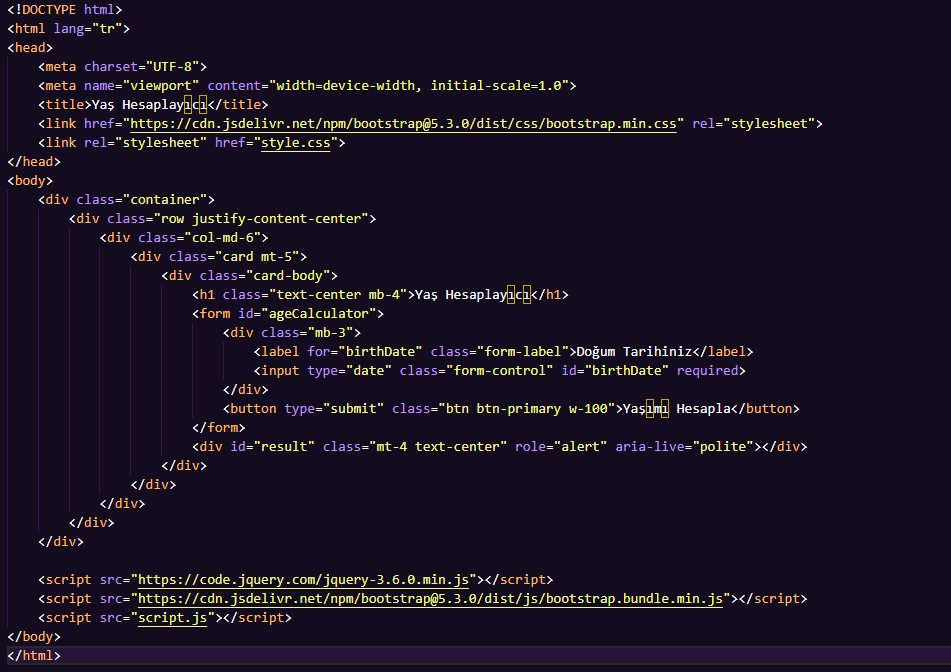 <!DOCTYPE html>
<html lang="tr">
<head>
    <meta charset="UTF-8">
    <meta name="viewport" content="width=device-width, initial-scale=1.0">
    <title>Yaş Hesaplayıcı</title>
    <link href="https://cdn.jsdelivr.net/npm/bootstrap@5.3.0/dist/css/bootstrap.min.css" rel="stylesheet">
    <link rel="stylesheet" href="style.css">
</head>
<body>
    <div class="container">
        <div class="row justify-content-center">
            <div class="col-md-6">
                <div class="card mt-5">
                    <div class="card-body">
                        <h1 class="text-center mb-4">Yaş Hesaplayıcı</h1>
                        <form id="ageCalculator">
                            <div class="mb-3">
                                <label for="birthDate" class="form-label">Doğum Tarihiniz</label>
                                <input type="date" class="form-control" id="birthDate" required>
                            </div>
                            <button type="submit" class="btn btn-primary w-100">Yaşımı Hesapla</button>
                        </form>
                        <div id="result" class="mt-4 text-center" role="alert" aria-live="polite"></div>
                    </div>
                </div>
            </div>
        </div>
    </div>

    <script src="https://code.jquery.com/jquery-3.6.0.min.js"></script>
    <script src="https://cdn.jsdelivr.net/npm/bootstrap@5.3.0/dist/js/bootstrap.bundle.min.js"></script>
    <script src="script.js"></script>
</body>
</html>